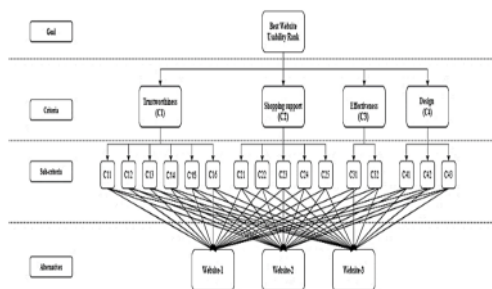 Goal
Best Website
Usability Rank
Criteria
Trustworthiness
(C1)
Shopping support
(C2)
Effectiveness
(C3)
Design
(C4)
Sub-criteria
C11 C12 C13 C14 C15 C16 C21 C22 C23 C24 C25 C31 C32 C41 C42 C43
Alternatives
Website-1 Website-2 Website-3